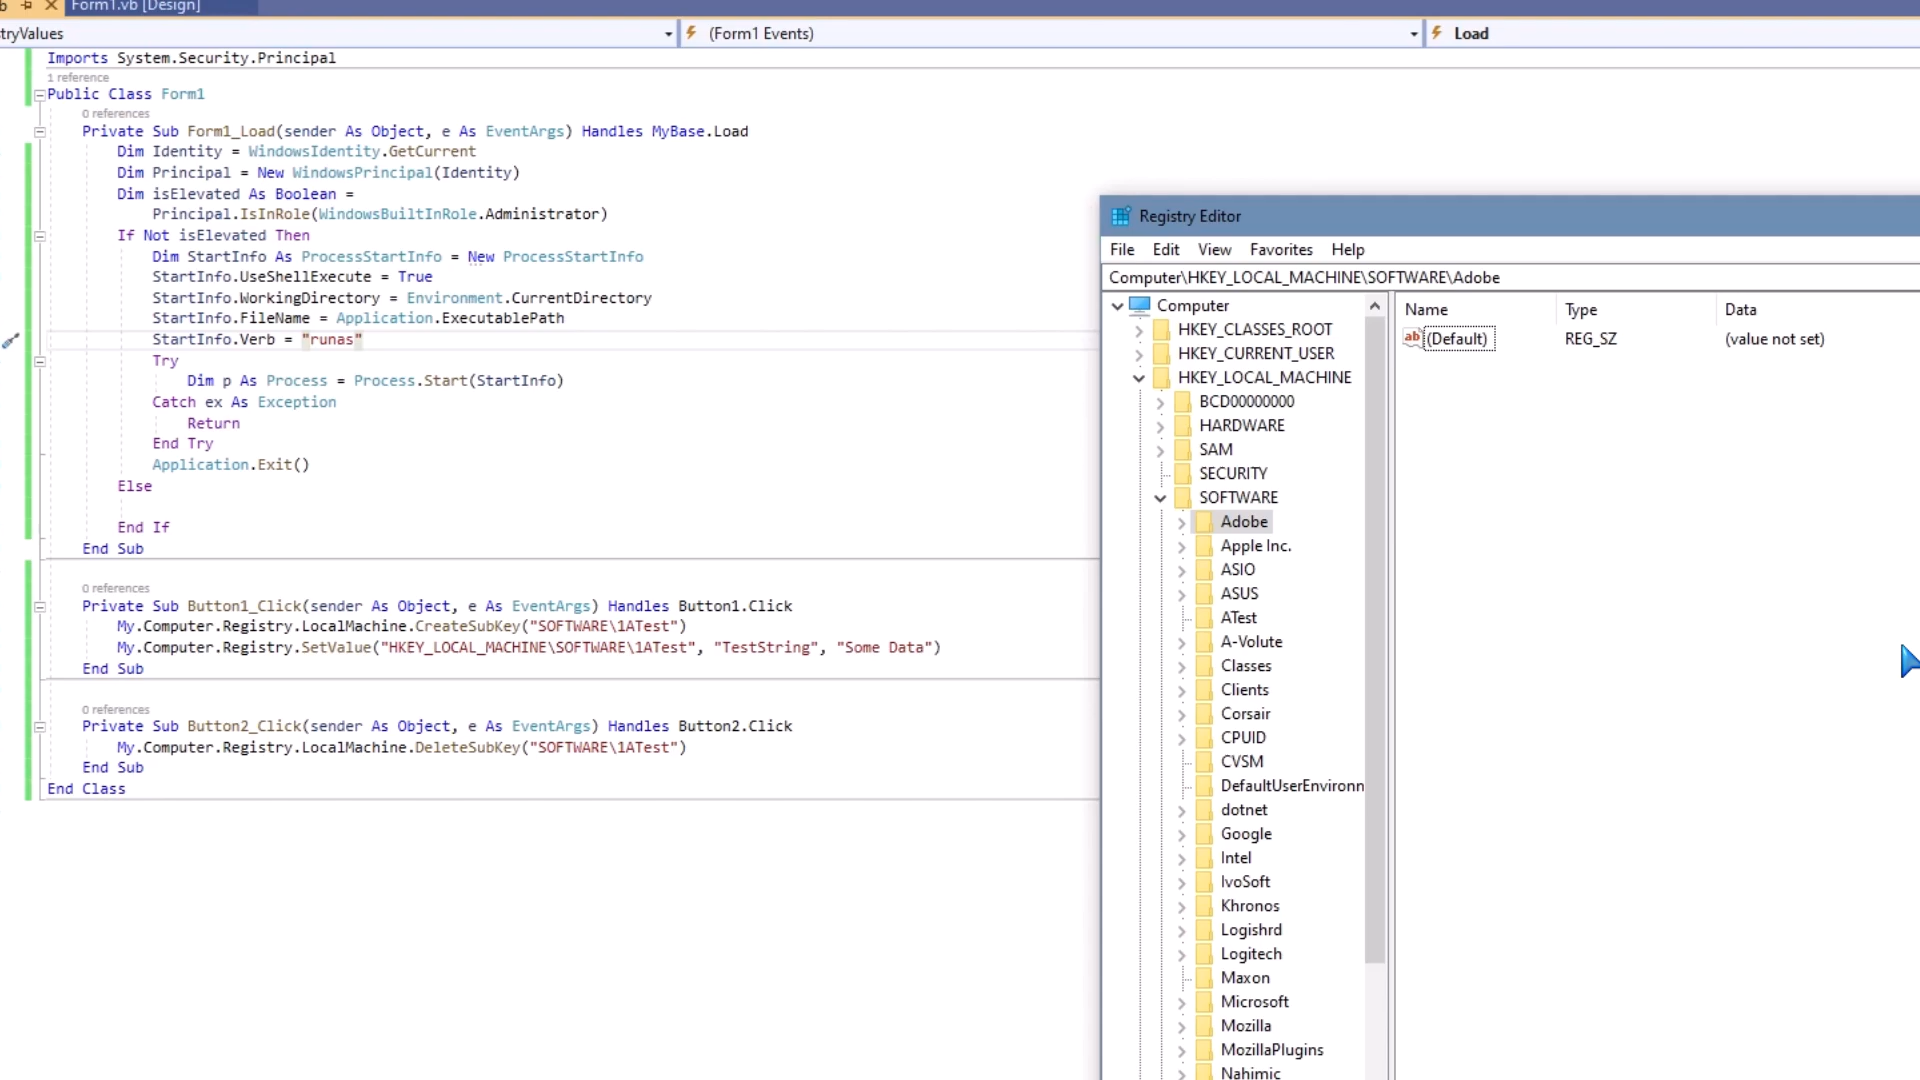 b Form1.vb [Design]
tryValues (Form1 Events) Load
Imports System.Security.Principal
1 reference
Public Class Form1
0 references
Private Sub Form1_Load(sender As Object, e As EventArgs) Handles MyBase.Load
Dim Identity = WindowsIdentity.GetCurrent
Dim Principal = New WindowsPrincipal(Identity)
Dim isElevated As Boolean =
Principal.IsInRole(WindowsBuiltInRole.Administrator)
If Not isElevated Then
Dim StartInfo As ProcessStartInfo = New ProcessStartInfo
StartInfo.UseShellExecute = True
StartInfo.WorkingDirectory = Environment.CurrentDirectory
StartInfo.FileName = Application.ExecutablePath
StartInfo.Verb = "runas"
Try
Dim p As Process = Process.Start(StartInfo)
Catch ex As Exception
Return
End Try
Application.Exit()
Else
End If
End Sub
0 references
Private Sub Button1_Click(sender As Object, e As EventArgs) Handles Button1.Click
My.Computer.Registry.LocalMachine.CreateSubKey("SOFTWARE\1ATest")
My.Computer.Registry.SetValue("HKEY_LOCAL_MACHINE\SOFTWARE\1ATest", "TestString", "Some Data")
End Sub
0 references
Private Sub Button2_Click(sender As Object, e As EventArgs) Handles Button2.Click
My.Computer.Registry.LocalMachine.DeleteSubKey("SOFTWARE\1ATest")
End Sub
End Class
Registry Editor
File Edit View Favorites Help
Computer\HKEY_LOCAL_MACHINE\SOFTWARE\Adobe
Computer
HKEY_CLASSES_ROOT
HKEY_CURRENT_USER
HKEY_LOCAL_MACHINE
BCD00000000
HARDWARE
SAM
SECURITY
SOFTWARE
Adobe
Apple Inc.
ASIO
ASUS
ATest
A-Volute
Classes
Clients
Corsair
CPUID
CVSM
DefaultUserEnvironn
dotnet
Google
Intel
IvoSoft
Khronos
Logishrd
Logitech
Maxon
Microsoft
Mozilla
MozillaPlugins
Nahimic
Name Type Data
ab (Default) REG_SZ (value not set)